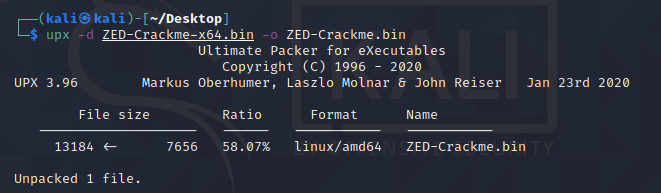 ┌──(kali㉿kali)-[~/Desktop]
└─$ upx -d ZED-Crackme-x64.bin -o ZED-Crackme.bin
Ultimate Packer for eXecutables
Copyright (C) 1996 - 2020
UPX 3.96 Markus Oberhumer, Laszlo Molnar & John Reiser Jan 23rd 2020
File size Ratio Format Name
13184 <- 7656 58.07% linux/amd64 ZED-Crackme.bin
Unpacked 1 file.